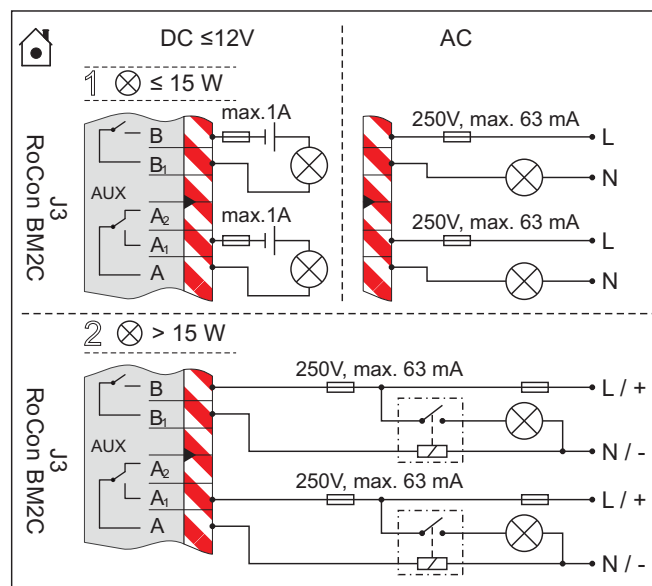 DC ≤12V
AC
1 ≤ 15 W
max.1A
250V, max. 63 mA
B
L
B1
N
AUX
J3
RoCon BM2C
A2
max.1A
250V, max. 63 mA
A1
L
A
N
2 > 15 W
250V, max. 63 mA
B
L / +
B1
N / -
AUX
J3
RoCon BM2C
A2
250V, max. 63 mA
A1
L / +
A
N / -